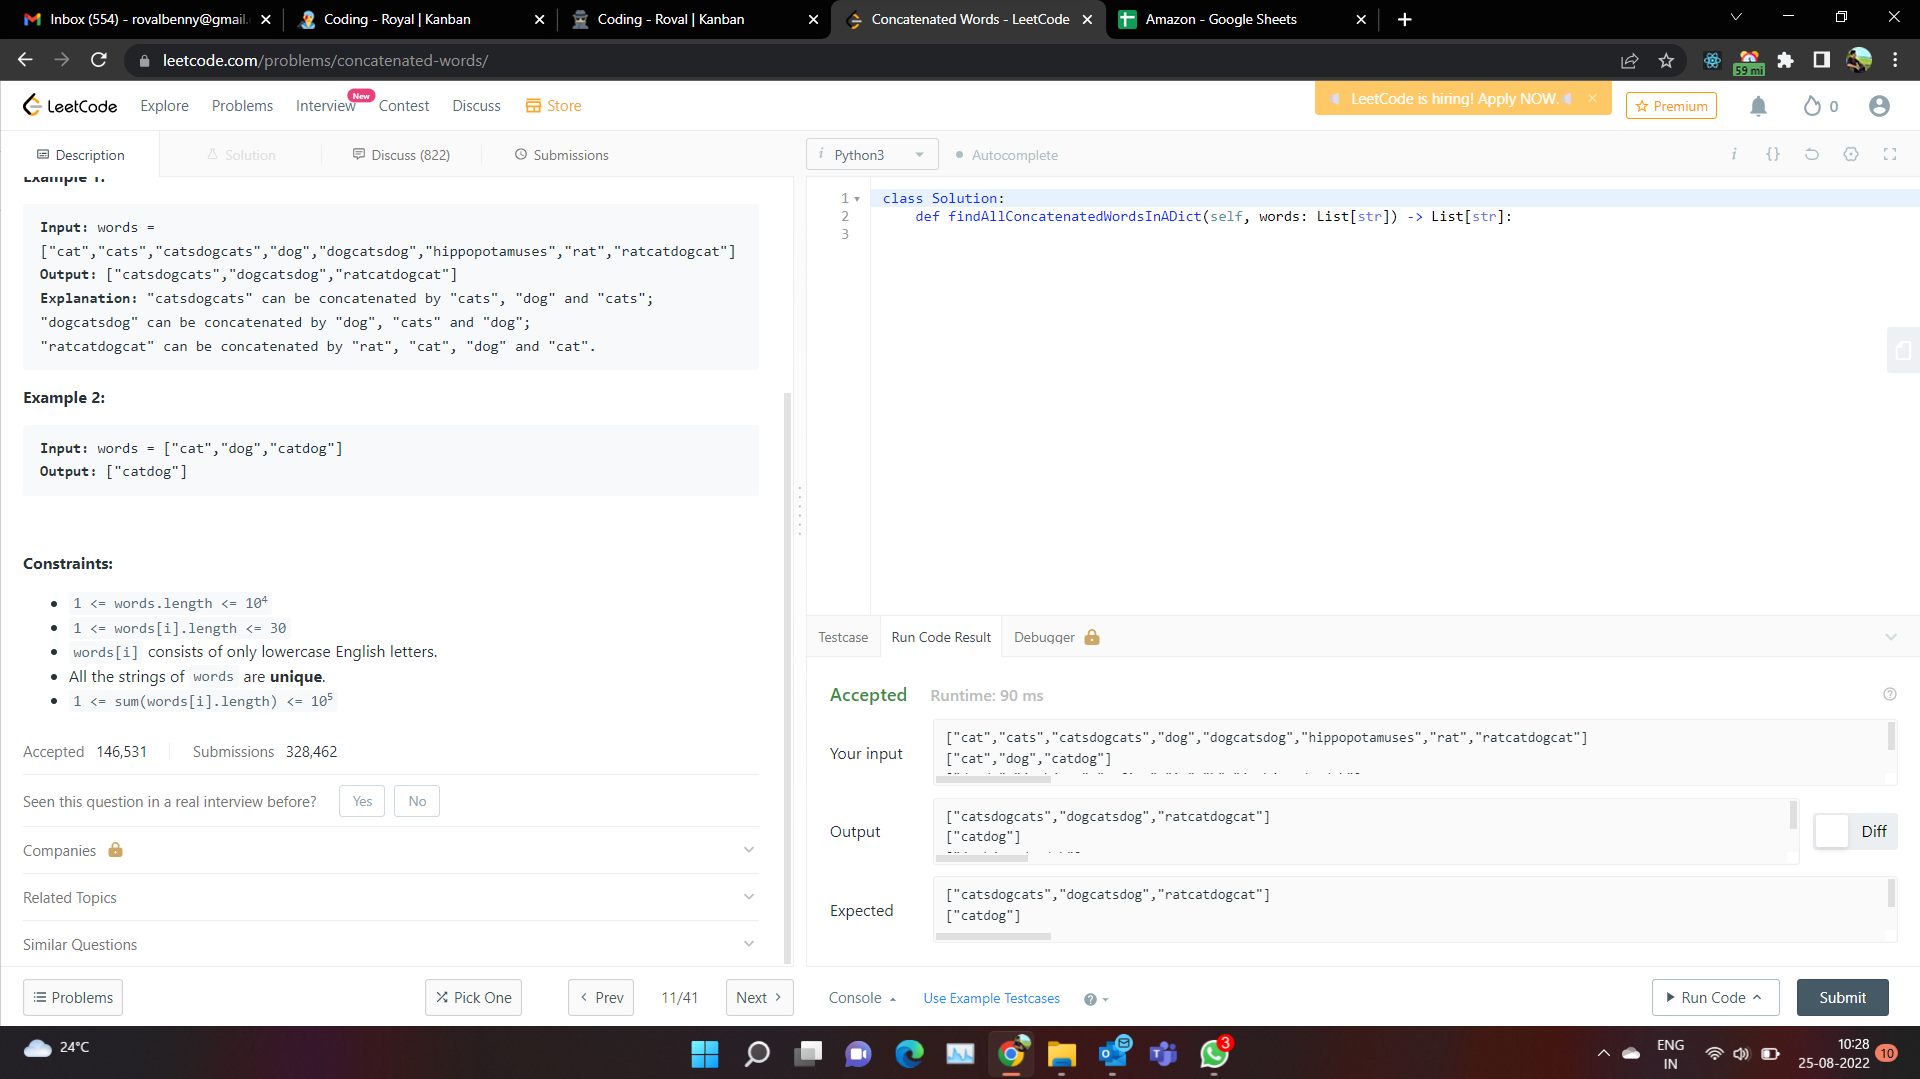 Inbox (554) - rovalbenny@gmail.
Coding - Royal | Kanban
Coding - Roval | Kanban
Concatenated Words - LeetCode
Amazon - Google Sheets
leetcode.com/problems/concatenated-words/
59 mi
LeetCode
Explore
Problems
Interview
New
Contest
Discuss
Store
LeetCode is hiring! Apply NOW.
Premium
0
Description
Solution
Discuss (822)
Submissions
i Python3
Autocomplete
i {}
Example 1:
Input: words =
["cat","cats","catsdogcats","dog","dogcatsdog","hippopotamuses","rat","ratcatdogcat"]
Output: ["catsdogcats","dogcatsdog","ratcatdogcat"]
Explanation: "catsdogcats" can be concatenated by "cats", "dog" and "cats";
"dogcatsdog" can be concatenated by "dog", "cats" and "dog";
"ratcatdogcat" can be concatenated by "rat", "cat", "dog" and "cat".
Example 2:
Input: words = ["cat","dog","catdog"]
Output: ["catdog"]
Constraints:
1 <= words.length <= 10⁴
1 <= words[i].length <= 30
words[i] consists of only lowercase English letters.
All the strings of words are unique.
1 <= sum(words[i].length) <= 10⁵
Accepted 146,531
Submissions 328,462
Seen this question in a real interview before?
Yes
No
Companies
Related Topics
Similar Questions
Problems
Pick One
Prev
11/41
Next
1 class Solution:
2 def findAllConcatenatedWordsInADict(self, words: List[str]) -> List[str]:
3
Testcase
Run Code Result
Debugger
Accepted Runtime: 90 ms
Your input
["cat","cats","catsdogcats","dog","dogcatsdog","hippopotamuses","rat","ratcatdogcat"]
["cat","dog","catdog"]
Output
["catsdogcats","dogcatsdog","ratcatdogcat"]
["catdog"]
Diff
Expected
["catsdogcats","dogcatsdog","ratcatdogcat"]
["catdog"]
Console
Use Example Testcases
Run Code
Submit
24°C
3
ENG
IN
10:28
25-08-2022
10